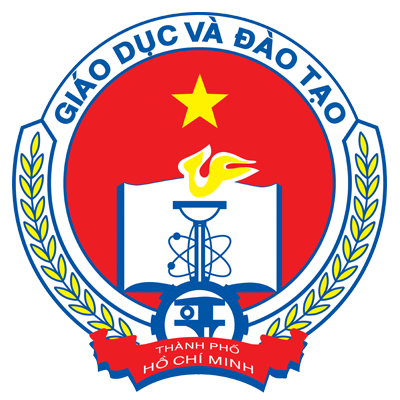 GIÁO DỤC VÀ ĐÀO TẠO
THÀNH PHỐ
HỒ CHÍ MINH